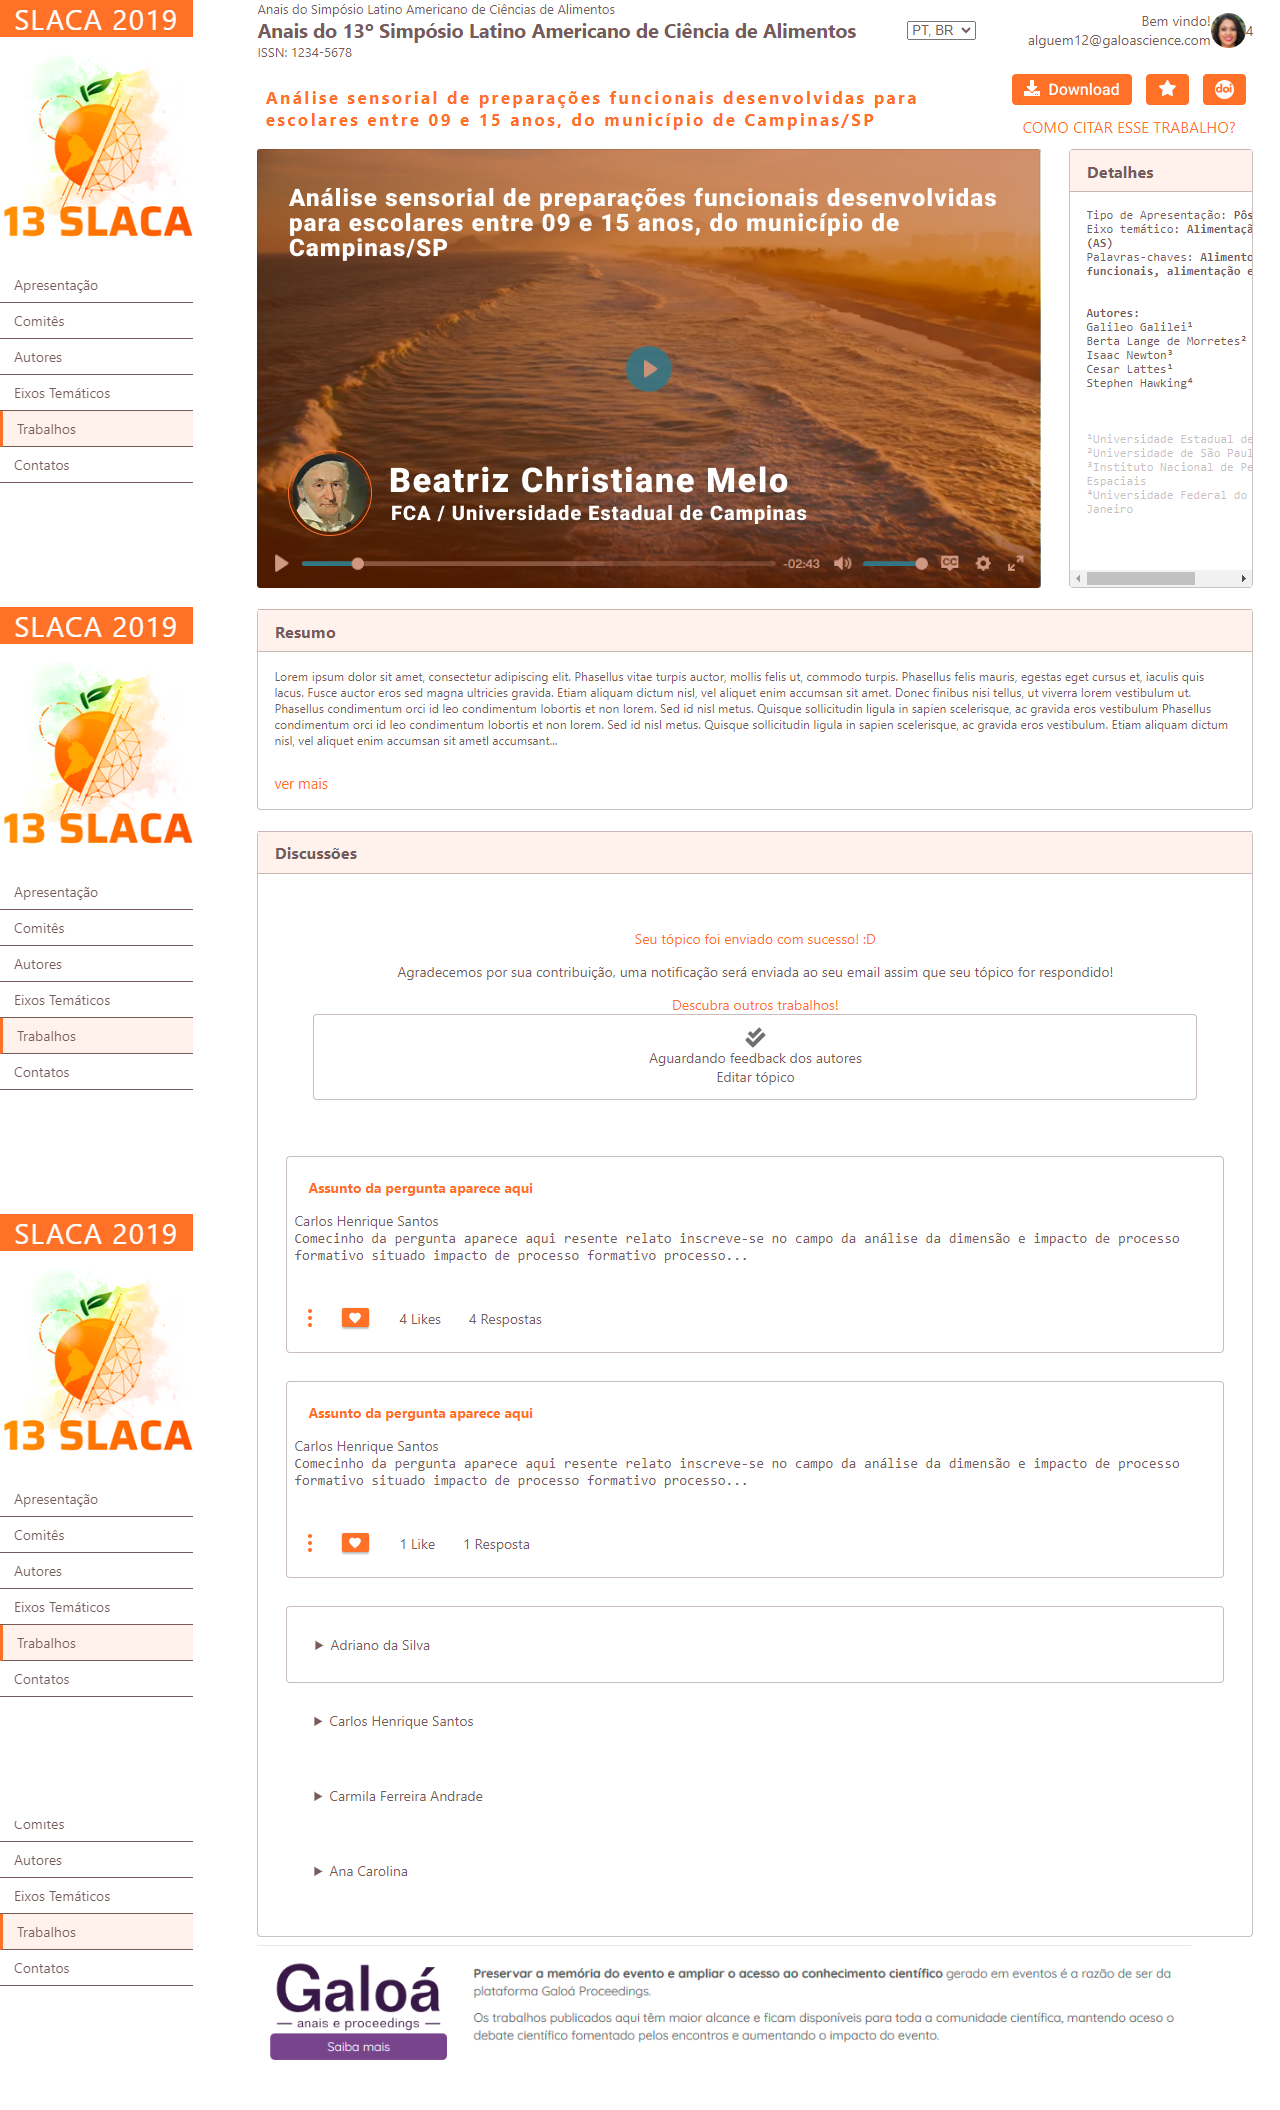 SLACA 2019
13 SLACA
Apresentação
Comitês
Autores
Eixos Temáticos
Trabalhos
Contatos
Anais do Simpósio Latino Americano de Ciências de Alimentos
Anais do 13º Simpósio Latino Americano de Ciência de Alimentos
ISSN: 1234-5678
PT, BR
Bem vindo!
alguem12@galoascience.com
4
Análise sensorial de preparações funcionais desenvolvidas para
escolares entre 09 e 15 anos, do município de Campinas/SP
Download
doi
COMO CITAR ESSE TRABALHO?
Análise sensorial de preparações funcionais desenvolvidas
para escolares entre 09 e 15 anos, do município de
Campinas/SP
Beatriz Christiane Melo
FCA / Universidade Estadual de Campinas
-02:43
CC
Detalhes
Tipo de Apresentação: Pôs
Eixo temático: Alimentaçã
(AS)
Palavras-chaves: Alimento
funcionais, alimentação e
Autores:
Galileo Galilei¹
Berta Lange de Morretes²
Isaac Newton³
Cesar Lattes¹
Stephen Hawking⁴
¹Universidade Estadual de
²Universidade de São Paul
³Instituto Nacional de Pe
Espaciais
⁴Universidade Federal do
Janeiro
SLACA 2019
13 SLACA
Apresentação
Comitês
Autores
Eixos Temáticos
Trabalhos
Contatos
Resumo
Lorem ipsum dolor sit amet, consectetur adipiscing elit. Phasellus vitae turpis auctor, mollis felis ut, commodo turpis. Phasellus felis mauris, egestas eget cursus et, iaculis quis
lacus. Fusce auctor eros sed magna ultricies gravida. Etiam aliquam dictum nisl, vel aliquet enim accumsan sit amet. Donec finibus nisi tellus, ut viverra lorem vestibulum ut.
Phasellus condimentum orci id leo condimentum lobortis et non lorem. Sed id nisl metus. Quisque sollicitudin ligula in sapien scelerisque, ac gravida eros vestibulum Phasellus
condimentum orci id leo condimentum lobortis et non lorem. Sed id nisl metus. Quisque sollicitudin ligula in sapien scelerisque, ac gravida eros vestibulum. Etiam aliquam dictum
nisl, vel aliquet enim accumsan sit ametl accumsant...
ver mais
Discussões
Seu tópico foi enviado com sucesso! :D
Agradecemos por sua contribuição, uma notificação será enviada ao seu email assim que seu tópico for respondido!
Descubra outros trabalhos!
Aguardando feedback dos autores
Editar tópico
Assunto da pergunta aparece aqui
Carlos Henrique Santos
Comecinho da pergunta aparece aqui resente relato inscreve-se no campo da análise da dimensão e impacto de processo
formativo situado impacto de processo formativo processo...
4 Likes 4 Respostas
SLACA 2019
13 SLACA
Apresentação
Comitês
Autores
Eixos Temáticos
Trabalhos
Contatos
Assunto da pergunta aparece aqui
Carlos Henrique Santos
Comecinho da pergunta aparece aqui resente relato inscreve-se no campo da análise da dimensão e impacto de processo
formativo situado impacto de processo formativo processo...
1 Like 1 Resposta
Adriano da Silva
Carlos Henrique Santos
Carmila Ferreira Andrade
Ana Carolina
Comitês
Autores
Eixos Temáticos
Trabalhos
Contatos
Galoá
anais e proceedings
Saiba mais
Preservar a memória do evento e ampliar o acesso ao conhecimento científico gerado em eventos é a razão de ser da
plataforma Galoá Proceedings.
Os trabalhos publicados aqui têm maior alcance e ficam disponíveis para toda a comunidade científica, mantendo aceso o
debate científico fomentado pelos encontros e aumentando o impacto do evento.